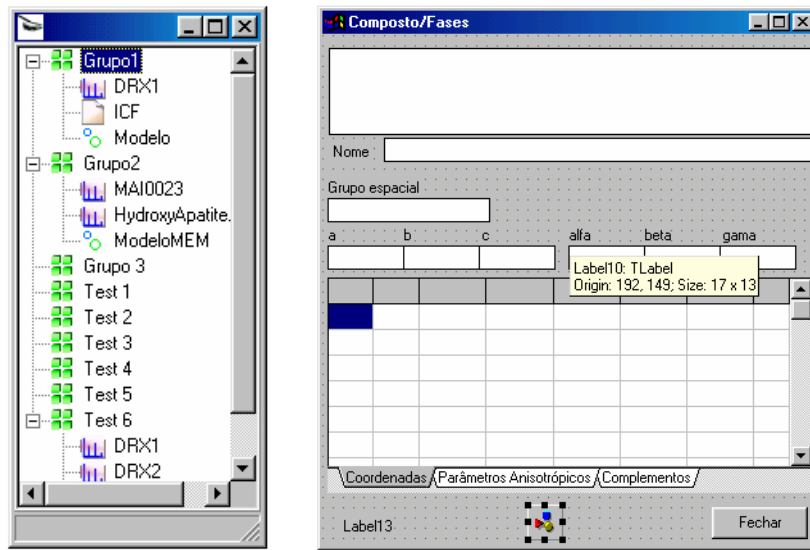 Grupo1
DRX1
ICF
Modelo
Grupo2
MAI0023
HydroxyApatite.
ModeloMEM
Grupo 3
Test 1
Test 2
Test 3
Test 4
Test 5
Test 6
DRX1
DRX2
Composto/Fases
Nome
Grupo espacial
a b c alfa beta gama
Label10: TLabel
Origin: 192, 149; Size: 17 x 13
Coordenadas Parâmetros Anisotrópicos Complementos
Label13 Fechar